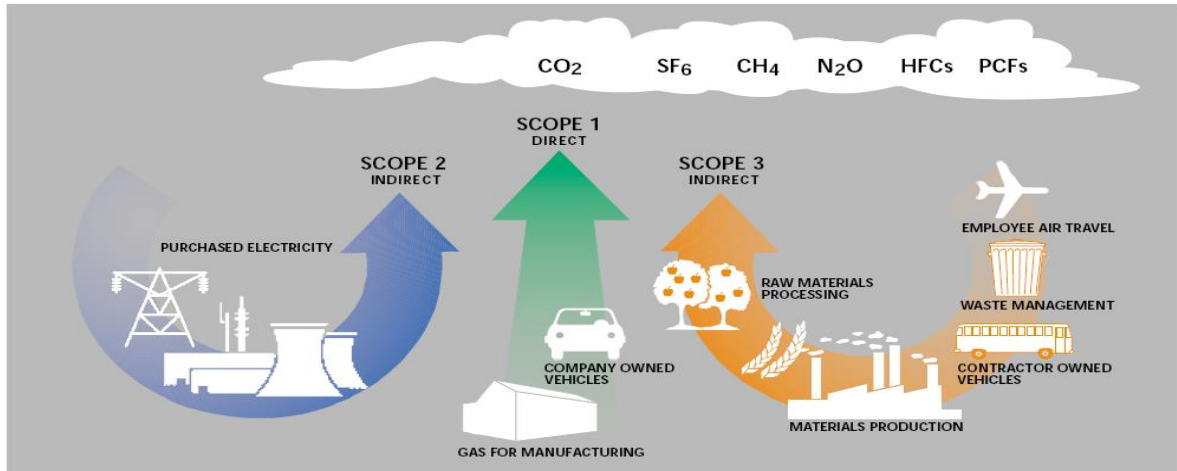 CO2 SF6 CH4 N2O HFCs PCFs
SCOPE 1
DIRECT
SCOPE 2
INDIRECT
SCOPE 3
INDIRECT
PURCHASED ELECTRICITY
COMPANY OWNED
VEHICLES
GAS FOR MANUFACTURING
RAW MATERIALS
PROCESSING
MATERIALS PRODUCTION
EMPLOYEE AIR TRAVEL
WASTE MANAGEMENT
CONTRACTOR OWNED
VEHICLES